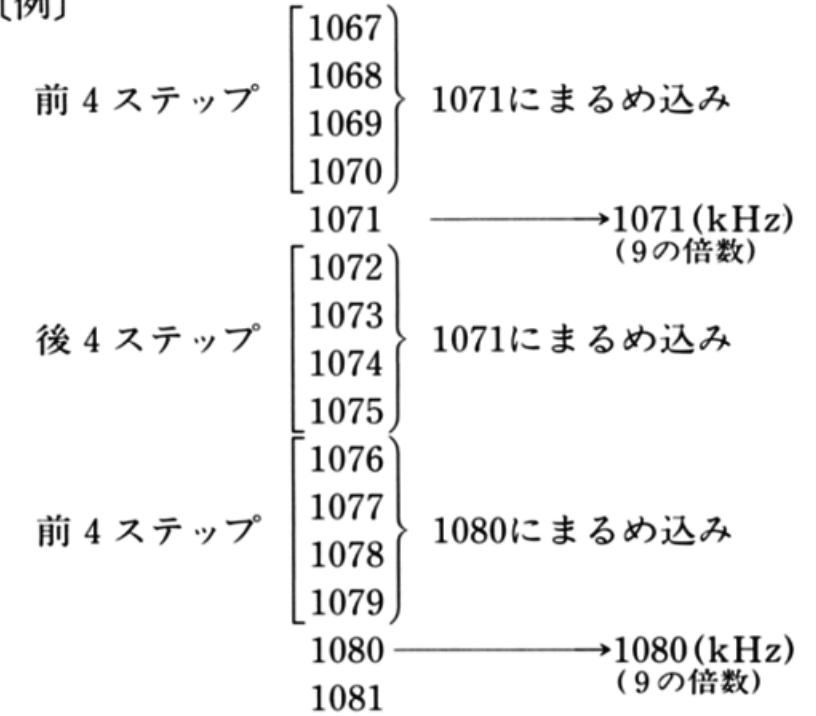 〔例〕
1067
1068
前4ステップ 1071にまるめ込み
1069
1070
1071 → 1071(kHz)
(9の倍数)
1072
1073
後4ステップ 1071にまるめ込み
1074
1075
1076
1077
前4ステップ 1080にまるめ込み
1078
1079
1080 → 1080(kHz)
(9の倍数)
1081